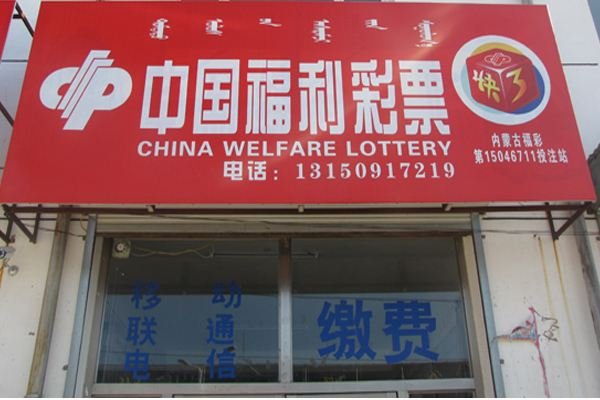 中国福利彩票
CHINA WELFARE LOTTERY
电话：13150917219
快3
内蒙古福彩
第15046711投注站
移 动
联 通
电 信
缴费